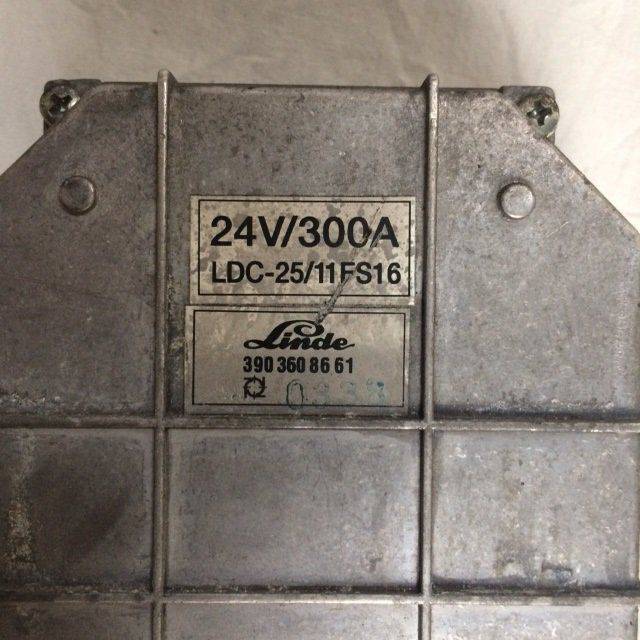 24V/300A
LDC-25/11FS16
Linde
390 360 86 61